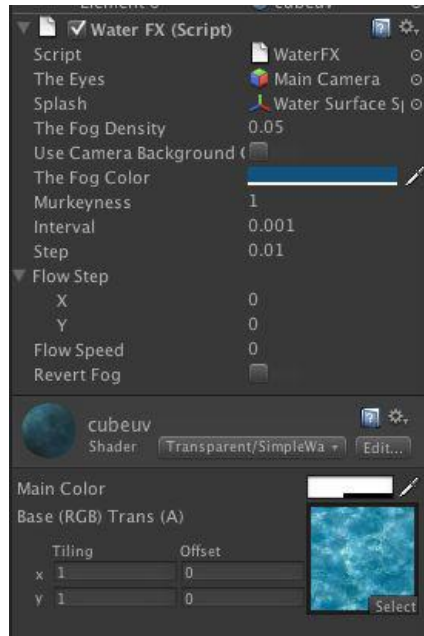 Water FX (Script)
Script WaterFX
The Eyes Main Camera
Splash Water Surface S
The Fog Density 0.05
Use Camera Background
The Fog Color
Murkeyness 1
Interval 0.001
Step 0.01
Flow Step
X 0
Y 0
Flow Speed 0
Revert Fog
cubeuv
Shader Transparent/SimpleWa Edit...
Main Color
Base (RGB) Trans (A)
Tiling Offset
x 1 0
y 1 0
Select